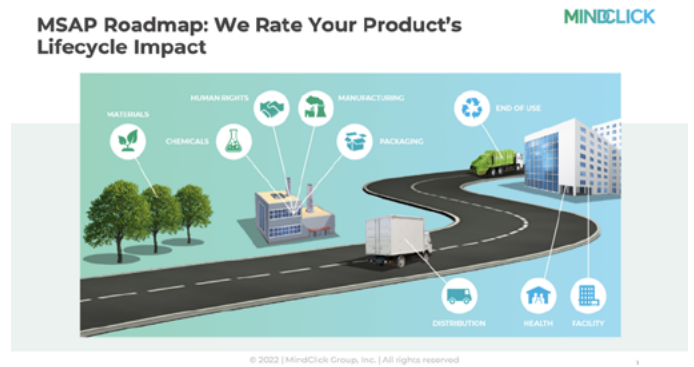 MSAP Roadmap: We Rate Your Product's
Lifecycle Impact
MINDCLICK
HUMAN RIGHTS
MANUFACTURING
END OF USE
MATERIALS
CHEMICALS
PACKAGING
DISTRIBUTION
HEALTH
FACILITY
© 2022 | MindClick Group, Inc. | All rights reserved
1